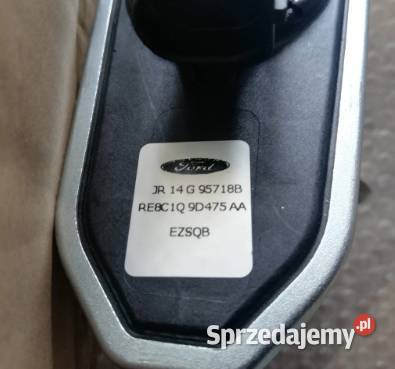 Ford
JR 14 G 95718B
RE8C1Q 9D475 AA
EZSQB
Sprzedajemy.pl